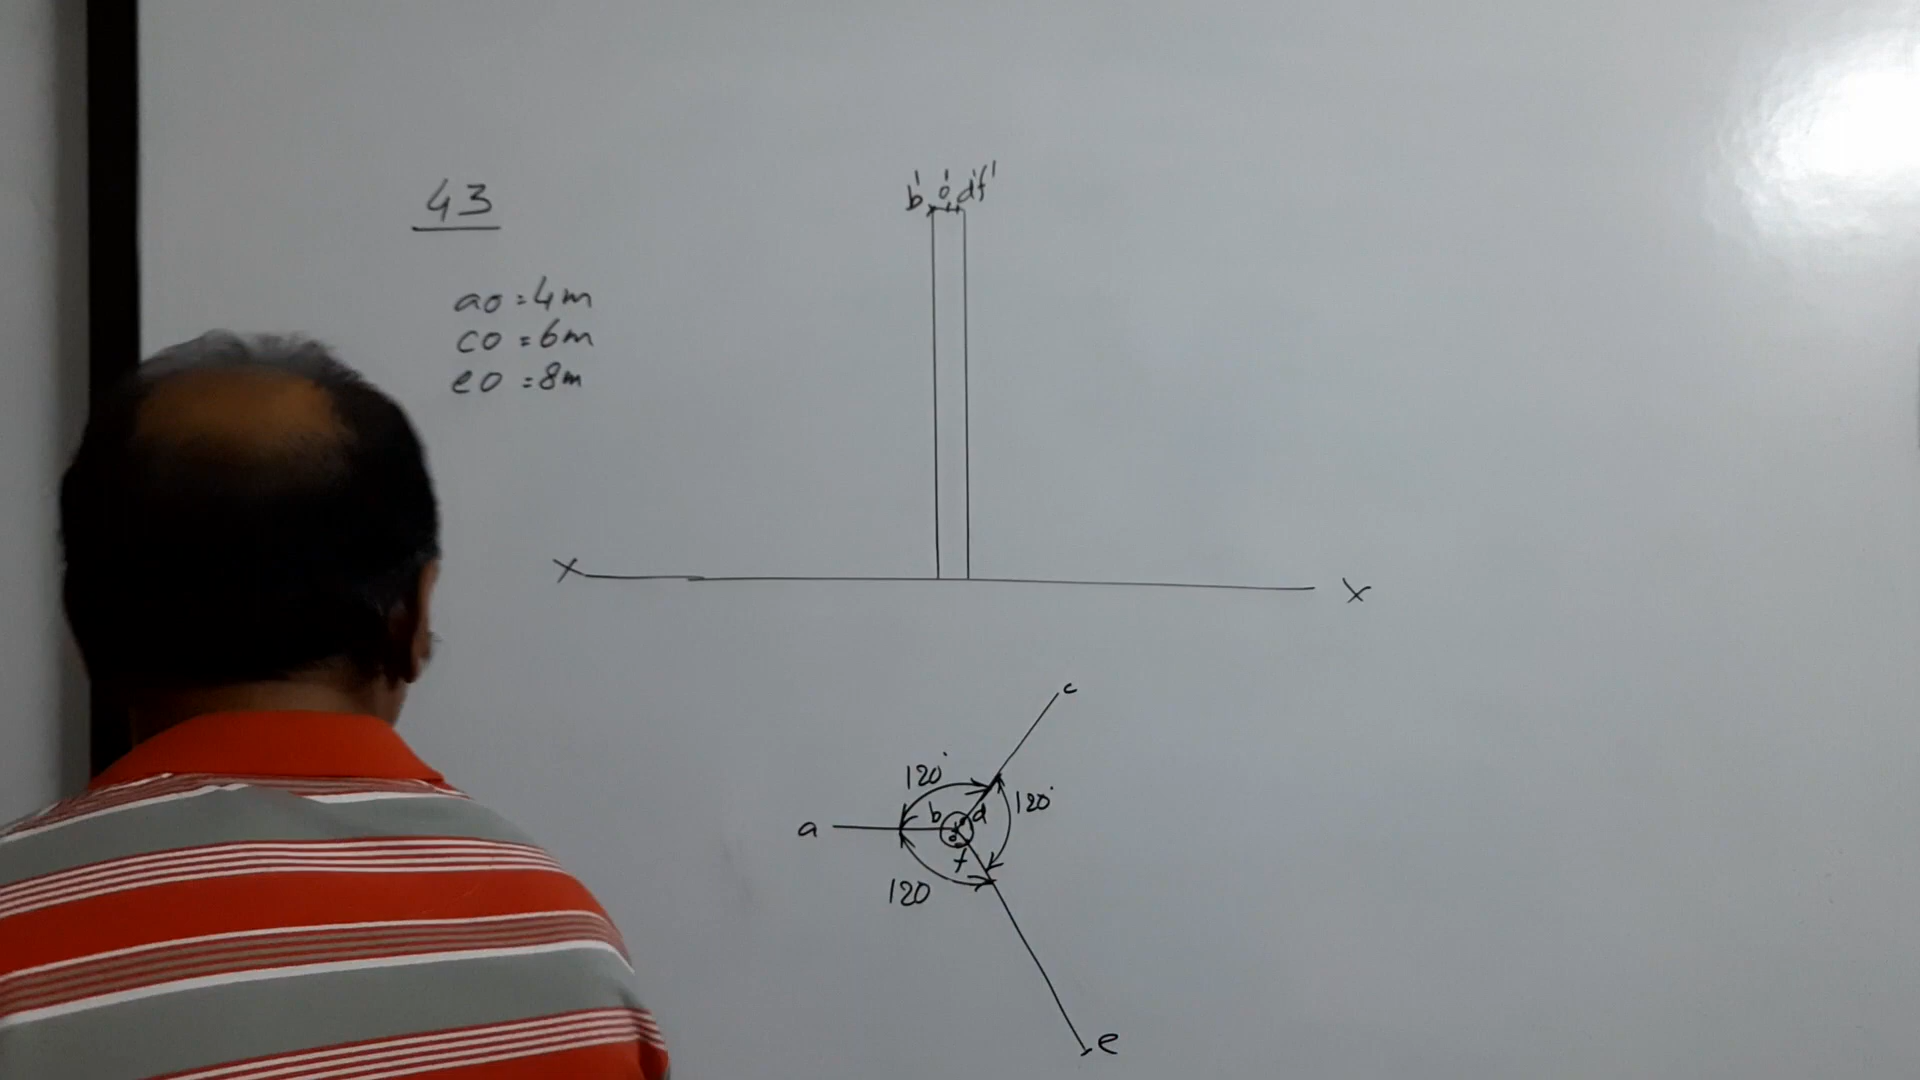 43
ao = 4m
co = 6m
eo = 8m
b' o' d'f'
X X
c
120°
120°
a b d
o
f
120
e